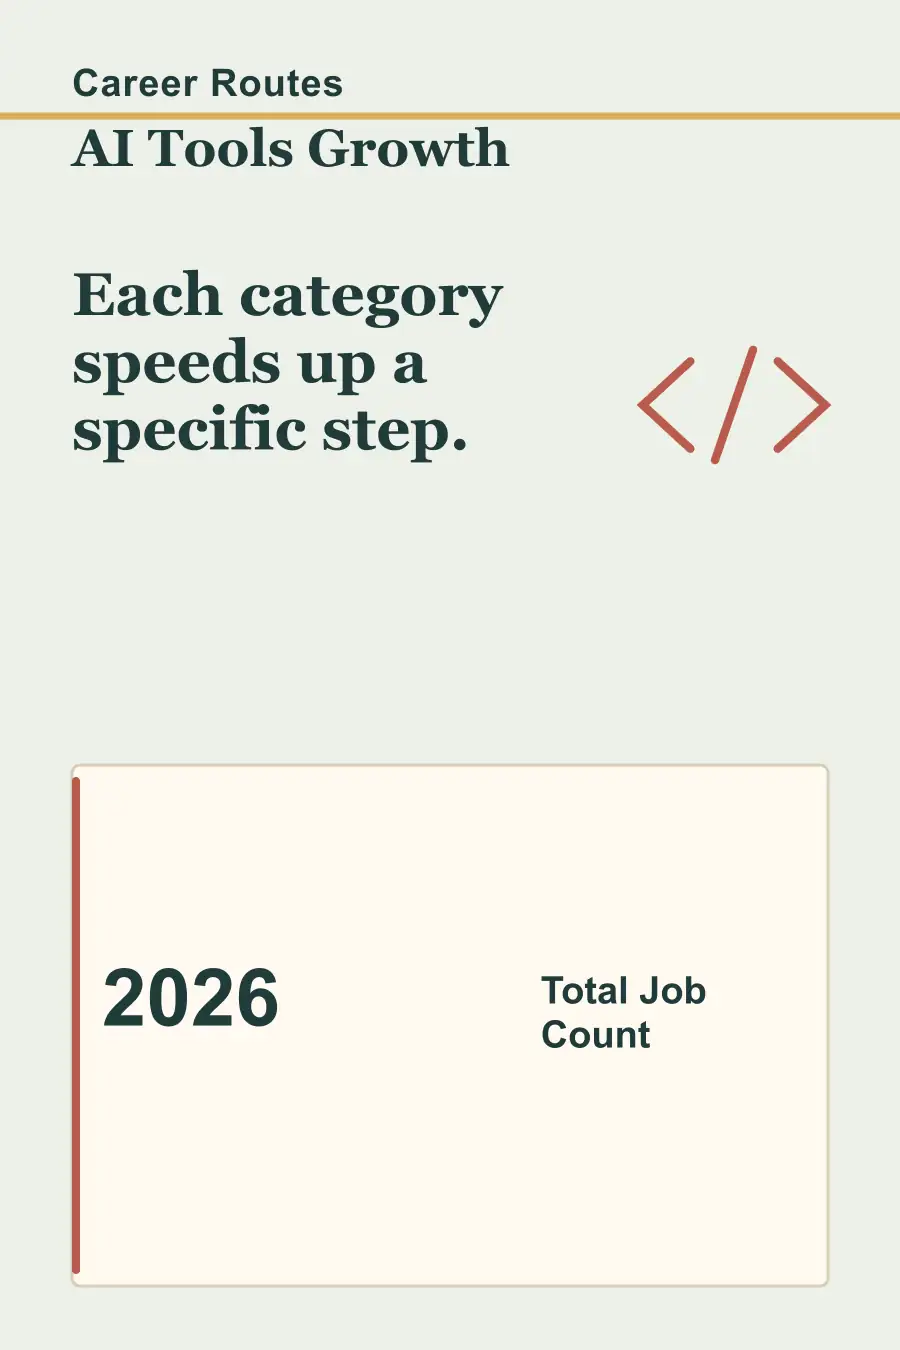 Career Routes
AI Tools Growth
Each category
speeds up a
specific step.
2026
Total Job
Count